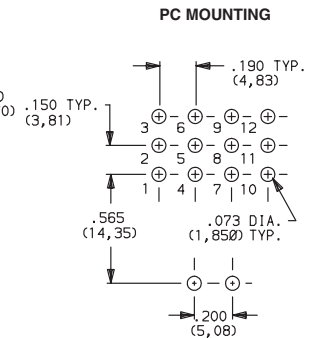 PC MOUNTING
.190 TYP.
(4,83)
.150 TYP.
(3,81)
3 6 9 12
2 5 8 11
1 4 7 10
.565
(14,35)
.073 DIA.
(1,850) TYP.
.200
(5,08)